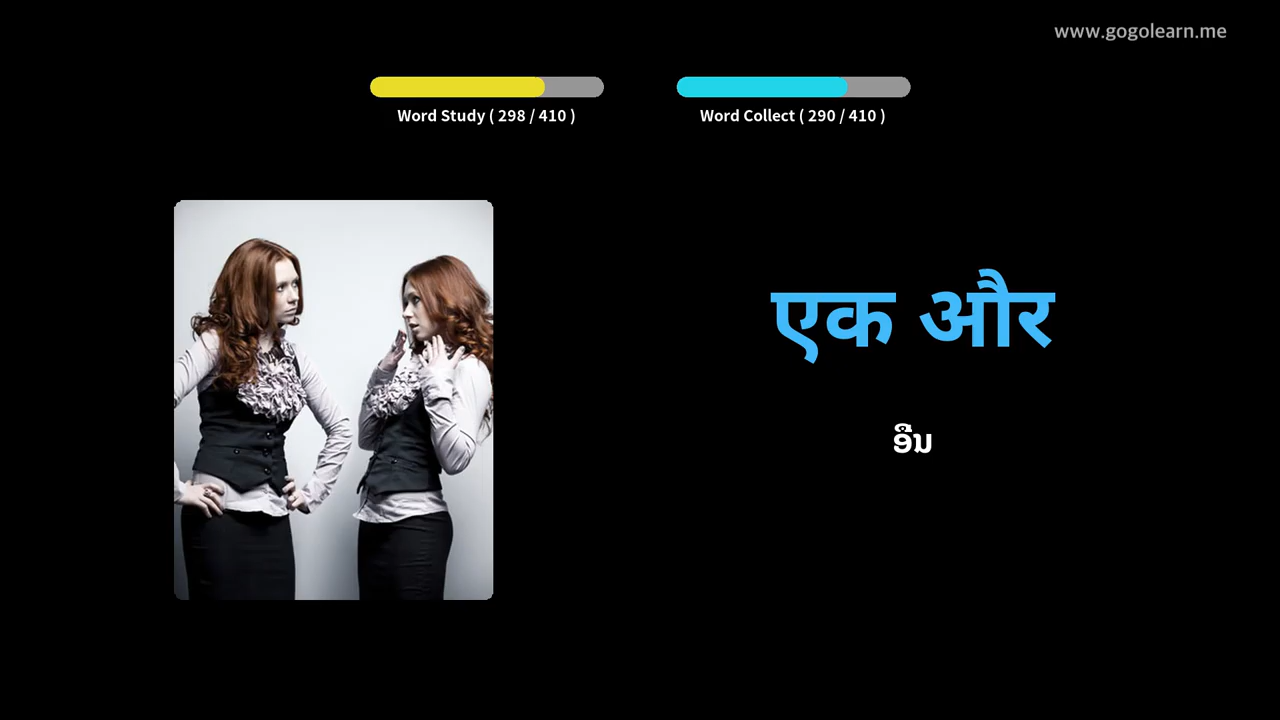 www.gogolearn.me
Word Study ( 298 / 410 )
Word Collect ( 290 / 410 )
एक और
ອື່ນ